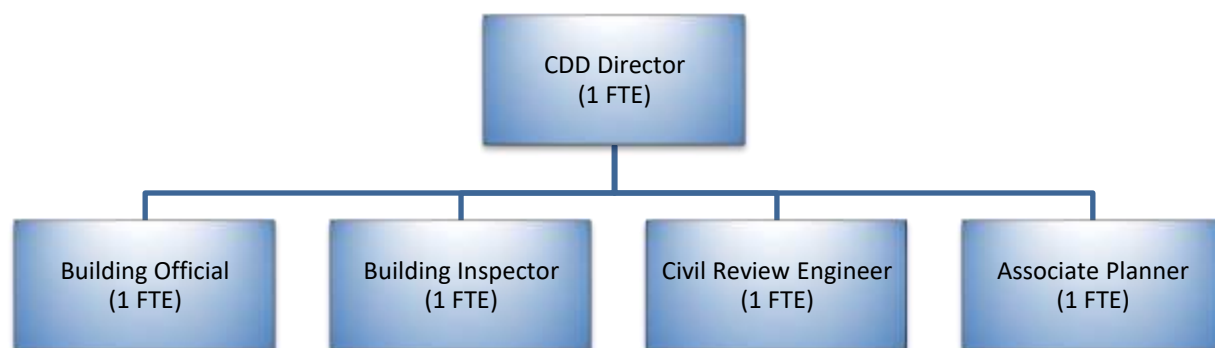 CDD Director
(1 FTE)
Building Official
(1 FTE)
Building Inspector
(1 FTE)
Civil Review Engineer
(1 FTE)
Associate Planner
(1 FTE)